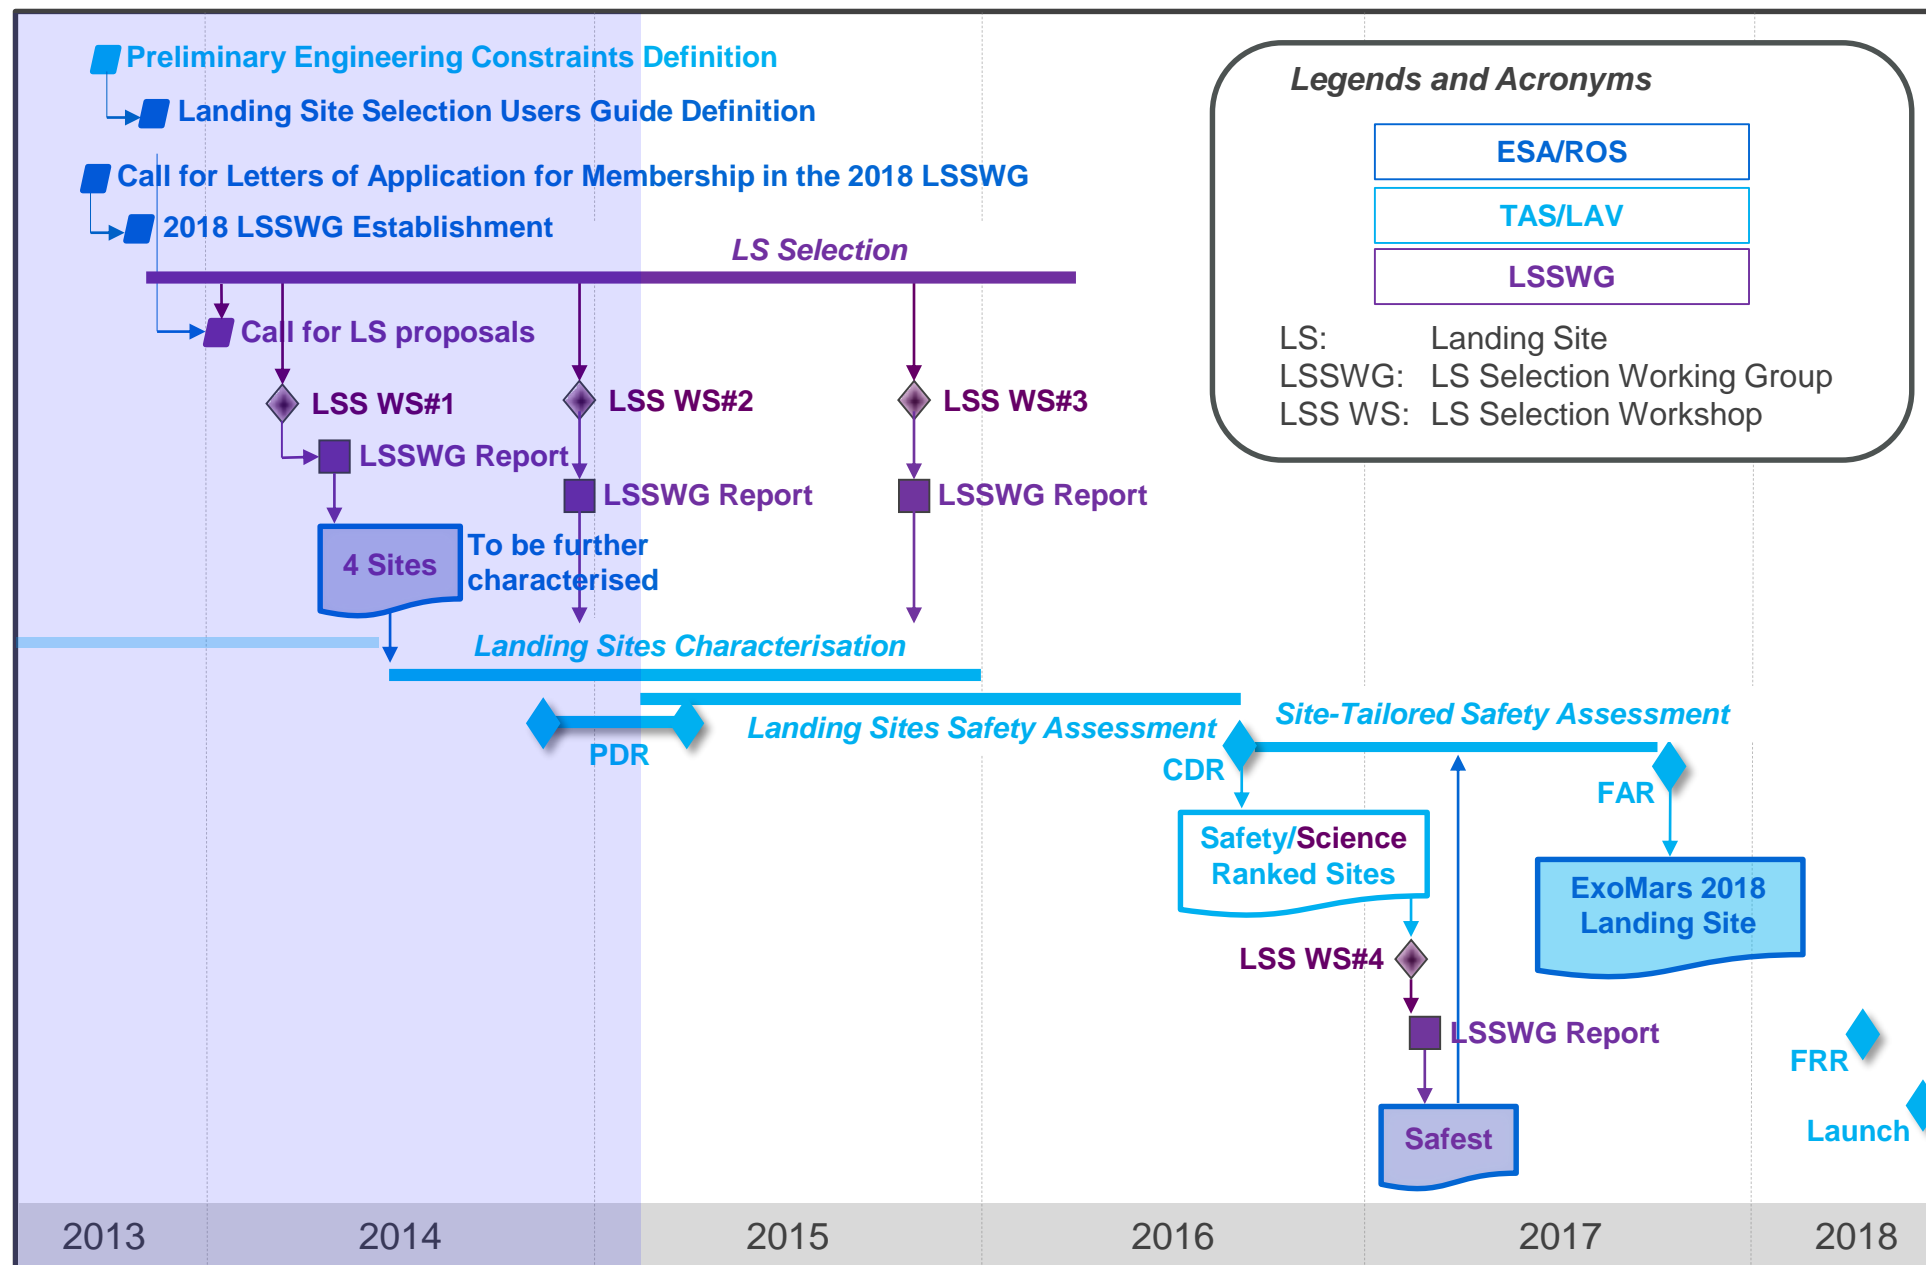 Preliminary Engineering Constraints Definition
Landing Site Selection Users Guide Definition
Call for Letters of Application for Membership in the 2018 LSSWG
2018 LSSWG Establishment
LS Selection
Call for LS proposals
LSS WS#1
LSS WS#2
LSS WS#3
LSSWG Report
LSSWG Report
LSSWG Report
4 Sites
To be further
characterised
Legends and Acronyms
ESA/ROS
TAS/LAV
LSSWG
LS: Landing Site
LSSWG: LS Selection Working Group
LSS WS: LS Selection Workshop
Landing Sites Characterisation
PDR
Landing Sites Safety Assessment
Site-Tailored Safety Assessment
CDR
FAR
Safety/Science
Ranked Sites
ExoMars 2018
Landing Site
LSS WS#4
LSSWG Report
Safest
FRR
Launch
2013
2014
2015
2016
2017
2018